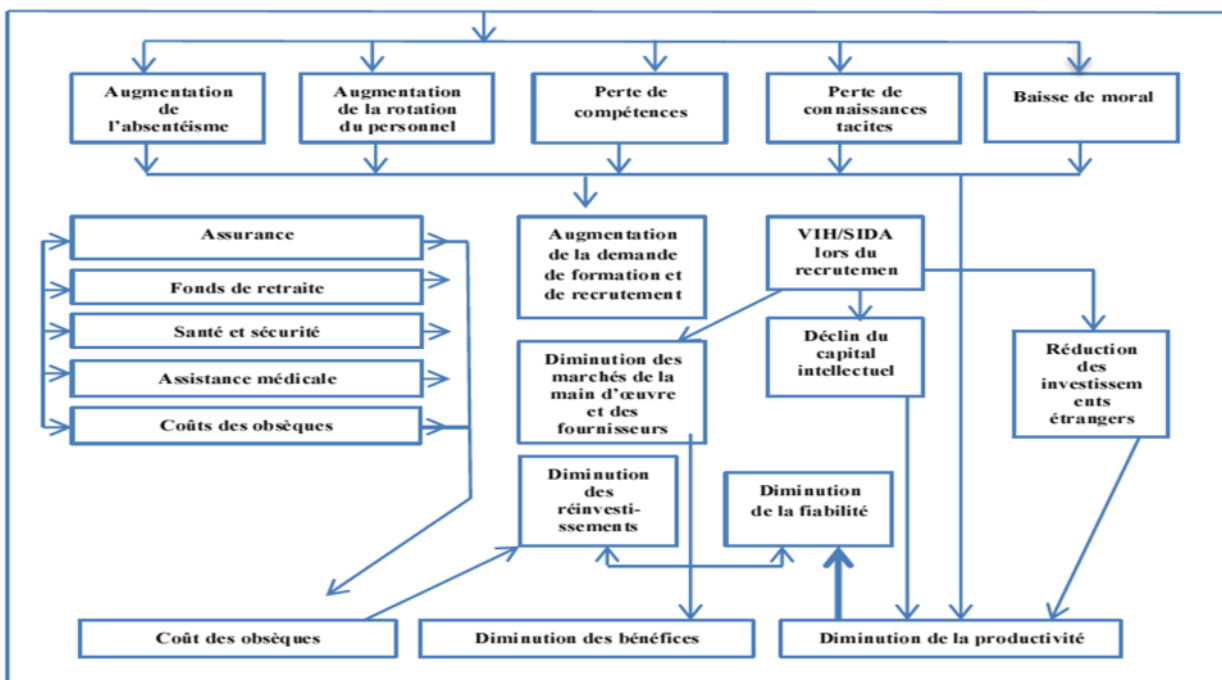 Augmentation
de
l'absentéisme
Augmentation
de la rotation
du personnel
Perte de
compétences
Perte de
connaissances
tacites
Baisse de moral
Assurance
Fonds de retraite
Santé et sécurité
Assistance médicale
Coûts des obsèques
Augmentation
de la demande
de formation et
de recrutement
VIH/SIDA
lors du
recrutemen
Diminution des
marchés de la
main d'œuvre
et des
fournisseurs
Déclin du
capital
intellectuel
Réduction
des
investissem
ents
étrangers
Diminution
des
réinvesti-
ssements
Diminution
de la fiabilité
Coût des obsèques
Diminution des bénéfices
Diminution de la productivité